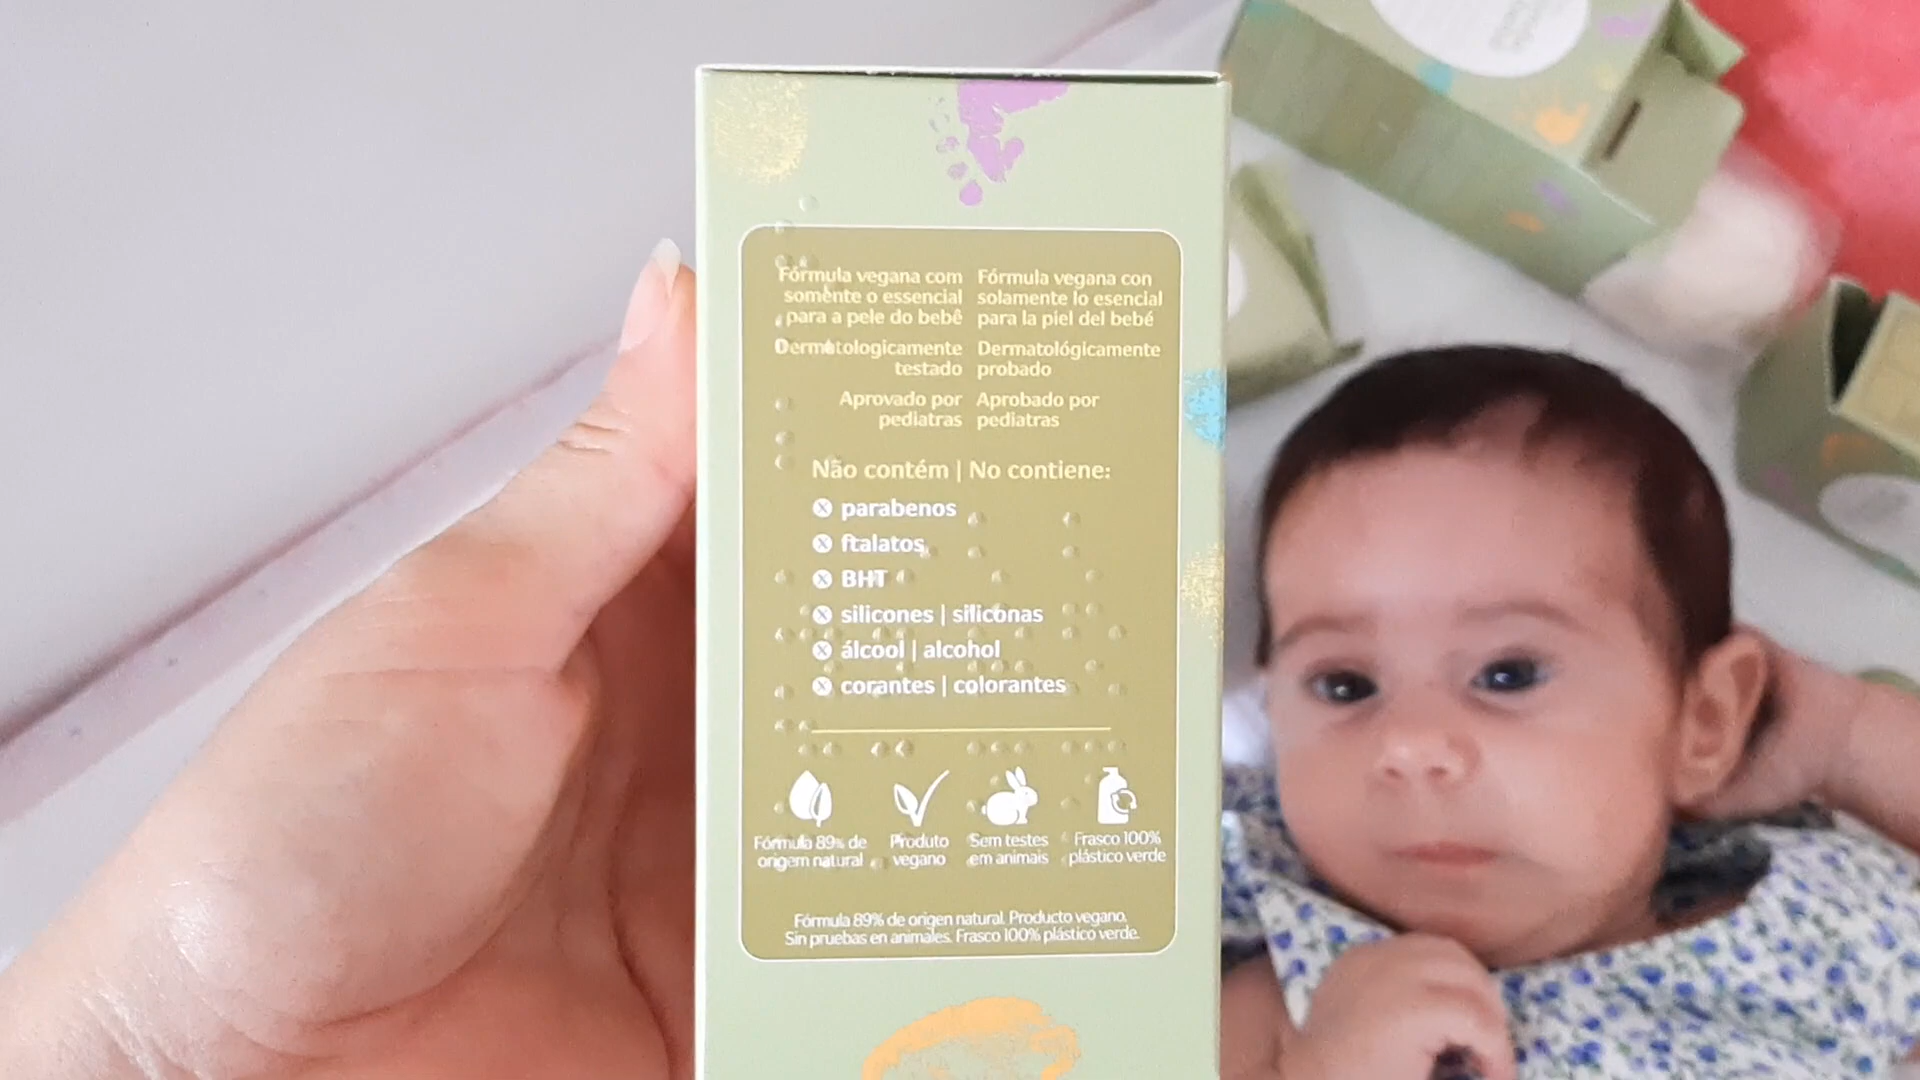 Fórmula vegana com
somente o essencial
para a pele do bebê
Dermatologicamente
testado
Aprovado por
pediatras
Fórmula vegana con
solamente lo esencial
para la piel del bebé
Dermatológicamente
probado
Aprobado por
pediatras
Não contém | No contiene:
parabenos
ftalatos
BHT
silicones | siliconas
álcool | alcohol
corantes | colorantes
Fórmula 89% de
origem natural
Produto
vegano
Sem testes
em animais
Frasco 100%
plástico verde
Fórmula 89% de origen natural. Producto vegano.
Sin pruebas en animales. Frasco 100% plástico verde.